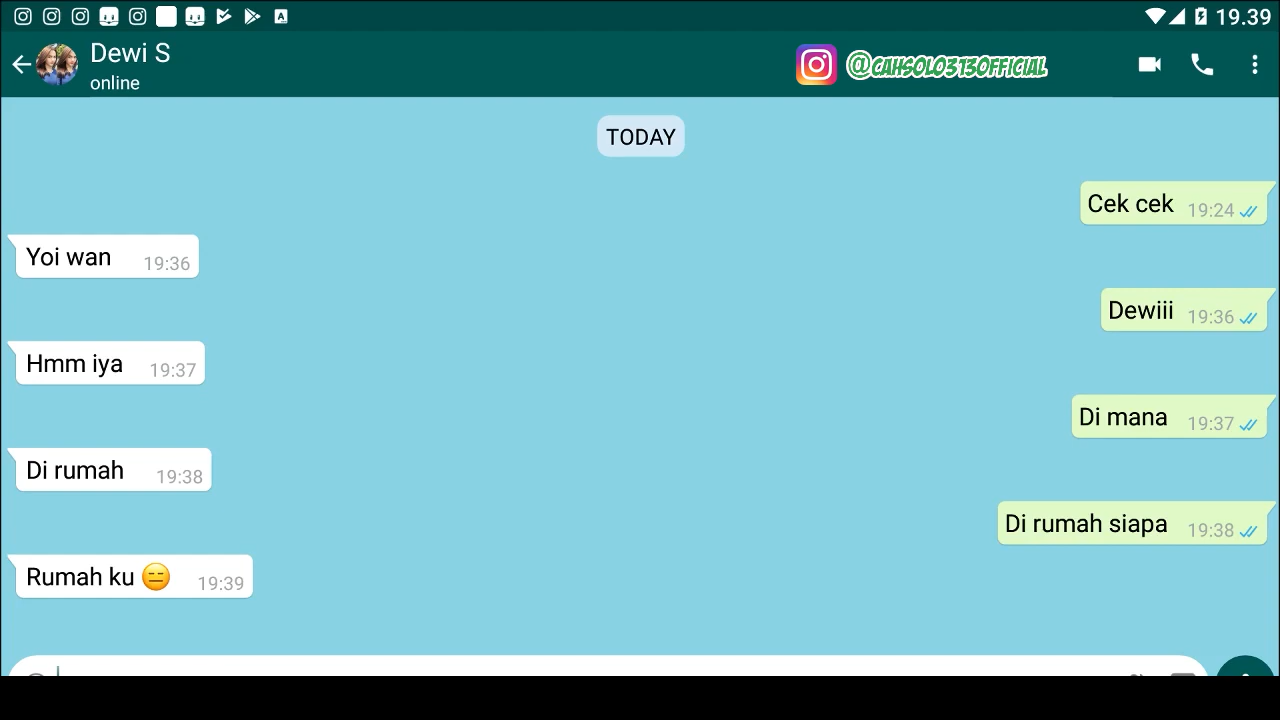 19.39
Dewi S
online
@CAHSOLO313OFFICIAL
TODAY
Cek cek 19:24
Yoi wan 19:36
Dewiii 19:36
Hmm iya 19:37
Di mana 19:37
Di rumah 19:38
Di rumah siapa 19:38
Rumah ku 😑 19:39